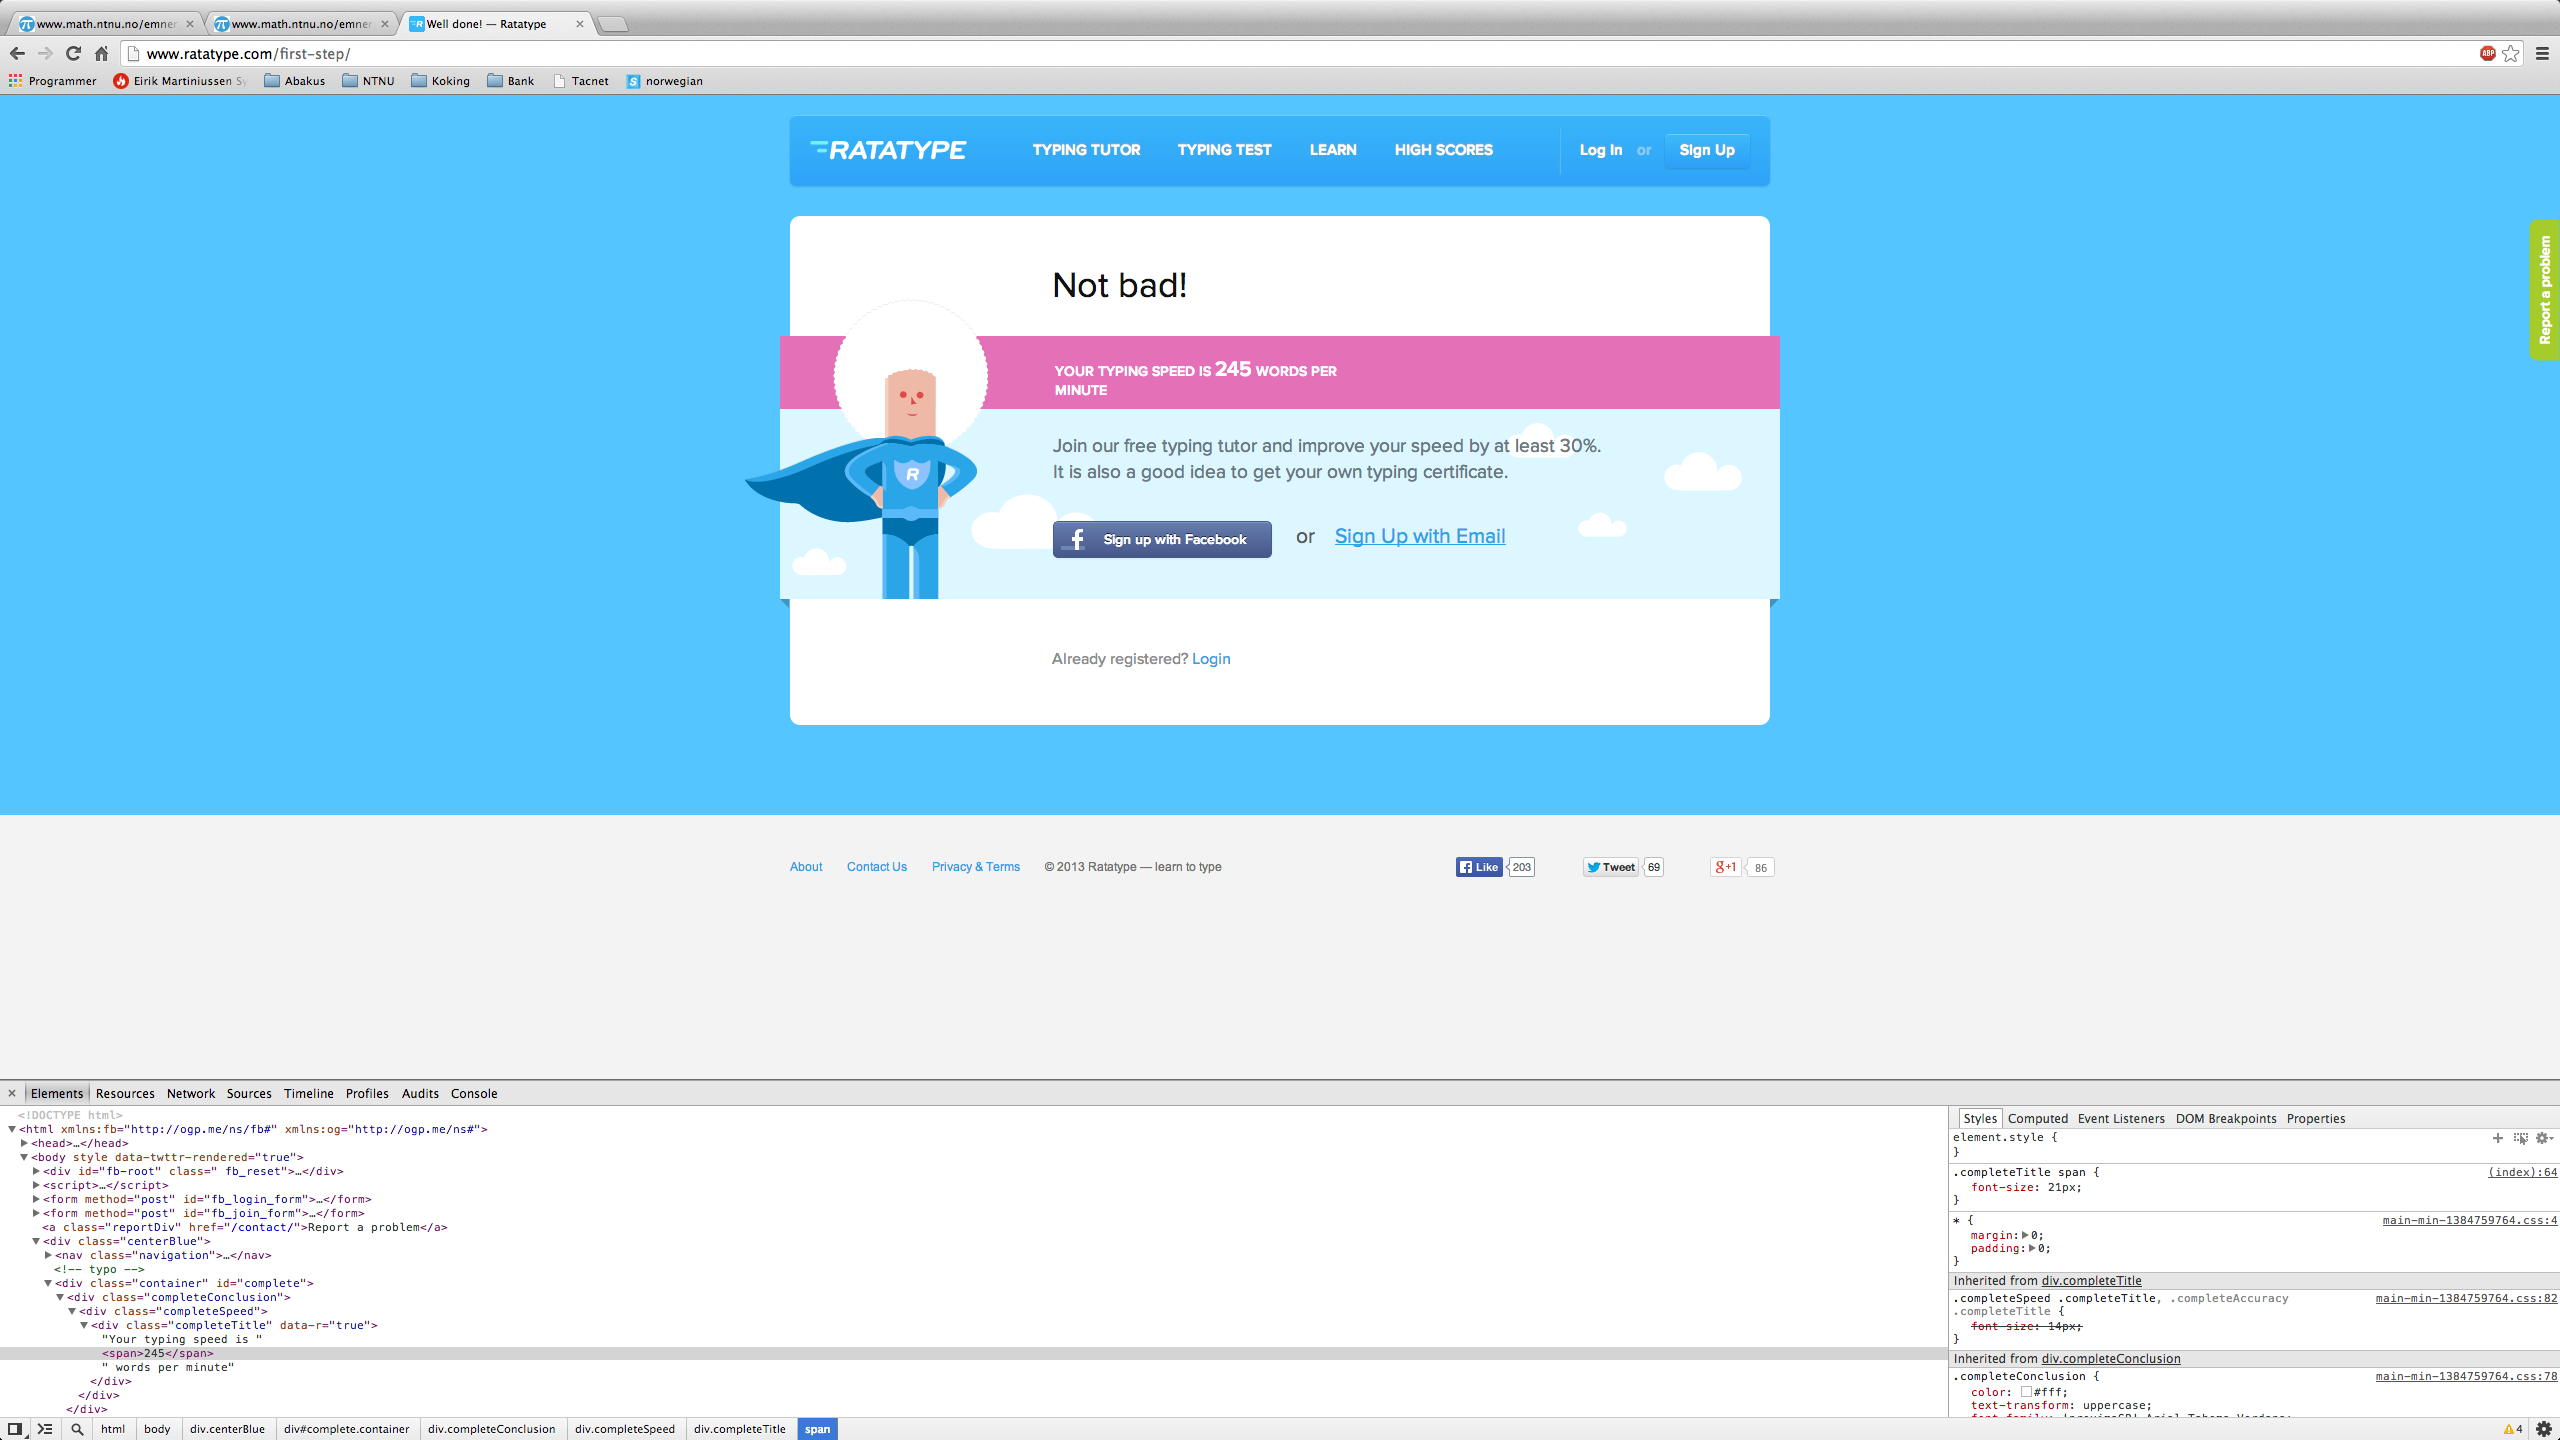 www.math.ntnu.no/emner
www.math.ntnu.no/emner
Well done! — Ratatype
www.ratatype.com/first-step/
ABP
Programmer
Eirik Martiniussen Sy
Abakus
NTNU
Koking
Bank
Tacnet
norwegian
RATATYPE
TYPING TUTOR
TYPING TEST
LEARN
HIGH SCORES
Log In or Sign Up
Report a problem
Not bad!
YOUR TYPING SPEED IS 245 WORDS PER
MINUTE
Join our free typing tutor and improve your speed by at least 30%.
It is also a good idea to get your own typing certificate.
R
Sign up with Facebook or Sign Up with Email
Already registered? Login
About Contact Us Privacy & Terms © 2013 Ratatype — learn to type
Like 203
Tweet 69
g+1 86
Elements Resources Network Sources Timeline Profiles Audits Console
<!DOCTYPE html>
<html xmlns:fb="http://ogp.me/ns/fb#" xmlns:og="http://ogp.me/ns#">
<head>…</head>
<body style data-twttr-rendered="true">
<div id="fb-root" class=" fb_reset">…</div>
<script>…</script>
<form method="post" id="fb_login_form">…</form>
<form method="post" id="fb_join_form">…</form>
<a class="reportDiv" href="/contact/">Report a problem</a>
<div class="centerBlue">
<nav class="navigation">…</nav>
<!-- typo -->
<div class="container" id="complete">
<div class="completeConclusion">
<div class="completeSpeed">
<div class="completeTitle" data-r="true">
"Your typing speed is "
<span>245</span>
" words per minute"
</div>
</div>
</div>
Styles Computed Event Listeners DOM Breakpoints Properties
element.style {
}
.completeTitle span { (index):64
font-size: 21px;
}
* { main-min-1384759764.css:4
margin: 0;
padding: 0;
}
Inherited from div.completeTitle
.completeSpeed .completeTitle, .completeAccuracy main-min-1384759764.css:82
.completeTitle {
font-size: 14px;
}
Inherited from div.completeConclusion
.completeConclusion { main-min-1384759764.css:78
color: #fff;
text-transform: uppercase;
html body div.centerBlue div#complete.container div.completeConclusion div.completeSpeed div.completeTitle span
4